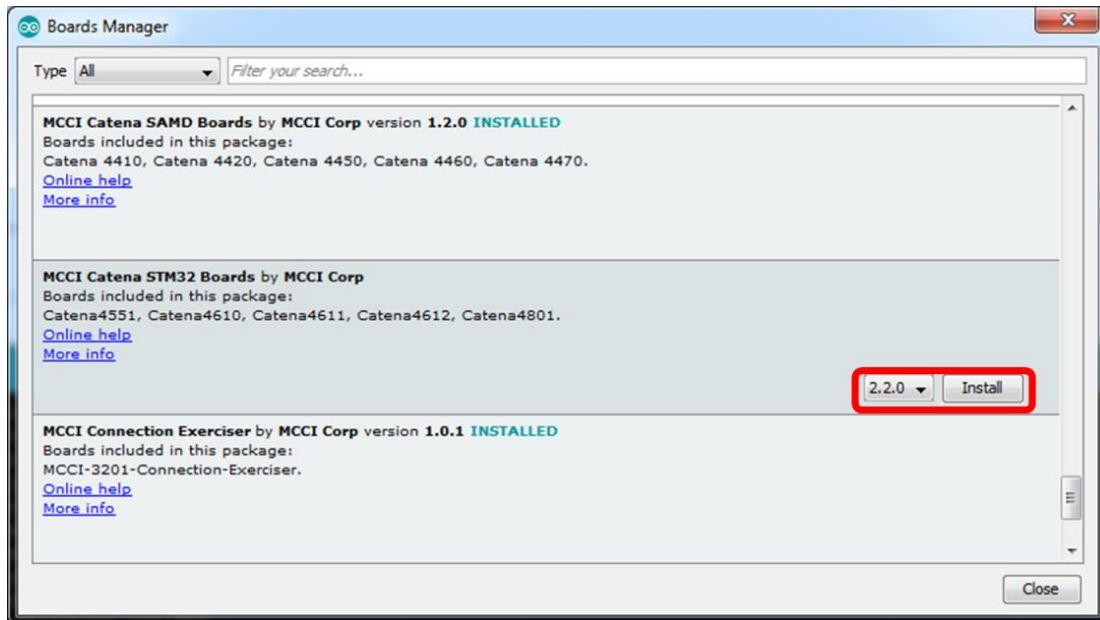 Boards Manager
Type All Filter your search...
MCCI Catena SAMD Boards by MCCI Corp version 1.2.0 INSTALLED
Boards included in this package:
Catena 4410, Catena 4420, Catena 4450, Catena 4460, Catena 4470.
Online help
More info
MCCI Catena STM32 Boards by MCCI Corp
Boards included in this package:
Catena4551, Catena4610, Catena4611, Catena4612, Catena4801.
Online help
More info
2.2.0 Install
MCCI Connection Exerciser by MCCI Corp version 1.0.1 INSTALLED
Boards included in this package:
MCCI-3201-Connection-Exerciser.
Online help
More info
Close